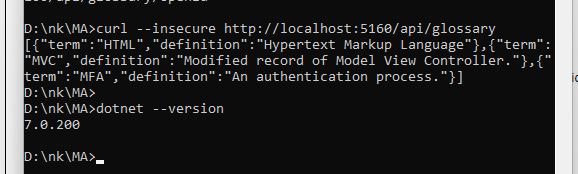 D:\nk\MA>curl --insecure http://localhost:5160/api/glossary
[{"term":"HTML","definition":"Hypertext Markup Language"},{"term":
"MVC","definition":"Modified record of Model View Controller."},{"
term":"MFA","definition":"An authentication process."}]
D:\nk\MA>
D:\nk\MA>dotnet --version
7.0.200
D:\nk\MA>